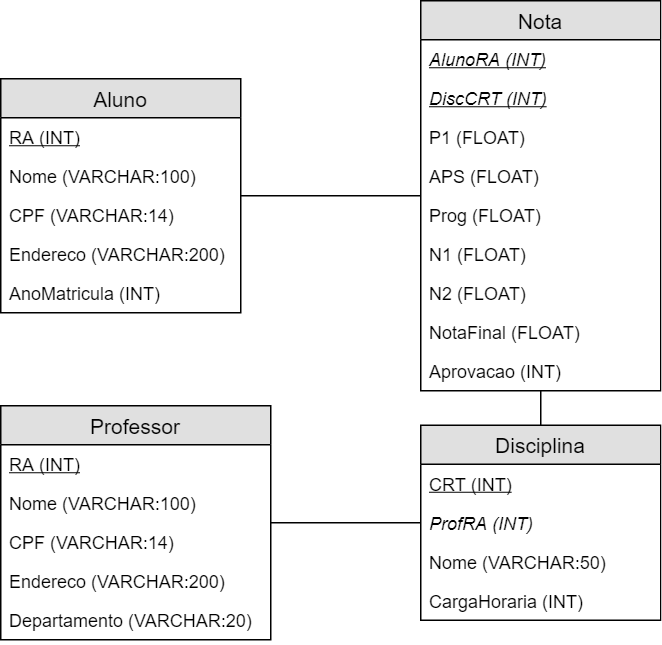 Aluno
RA (INT)
Nome (VARCHAR:100)
CPF (VARCHAR:14)
Endereco (VARCHAR:200)
AnoMatricula (INT)
Nota
AlunoRA (INT)
DiscCRT (INT)
P1 (FLOAT)
APS (FLOAT)
Prog (FLOAT)
N1 (FLOAT)
N2 (FLOAT)
NotaFinal (FLOAT)
Aprovacao (INT)
Professor
RA (INT)
Nome (VARCHAR:100)
CPF (VARCHAR:14)
Endereco (VARCHAR:200)
Departamento (VARCHAR:20)
Disciplina
CRT (INT)
ProfRA (INT)
Nome (VARCHAR:50)
CargaHoraria (INT)